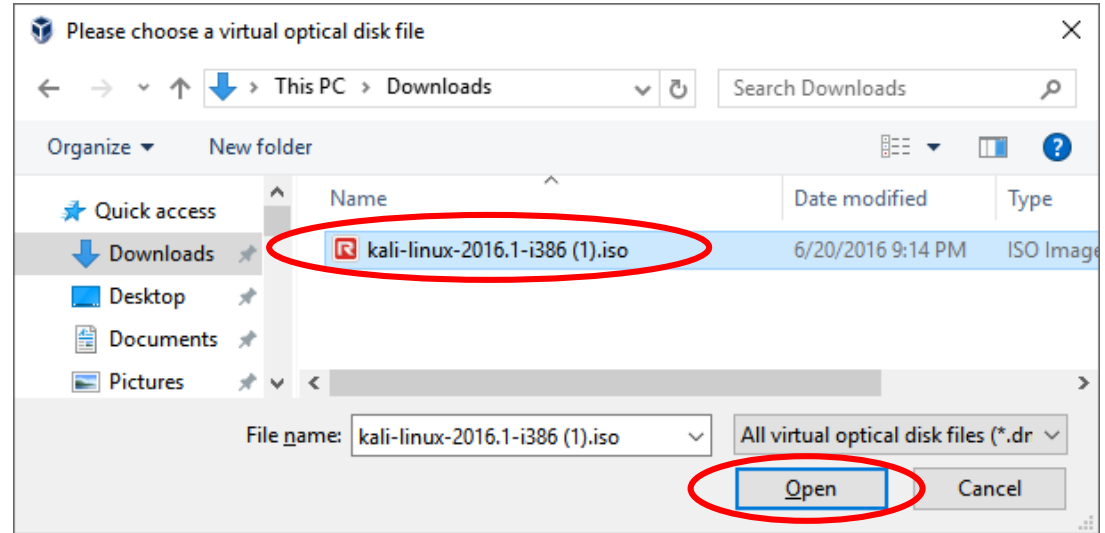 Please choose a virtual optical disk file
This PC > Downloads
Search Downloads
Organize
New folder
Name
Date modified
Type
Quick access
Downloads
Desktop
Documents
Pictures
kali-linux-2016.1-i386 (1).iso
6/20/2016 9:14 PM
ISO Image
File name:
kali-linux-2016.1-i386 (1).iso
All virtual optical disk files (*.dr
Open
Cancel